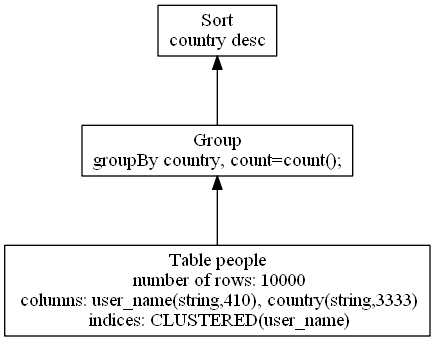 Sort
country desc
Group
groupBy country, count=count();
Table people
number of rows: 10000
columns: user_name(string,410), country(string,3333)
indices: CLUSTERED(user_name)